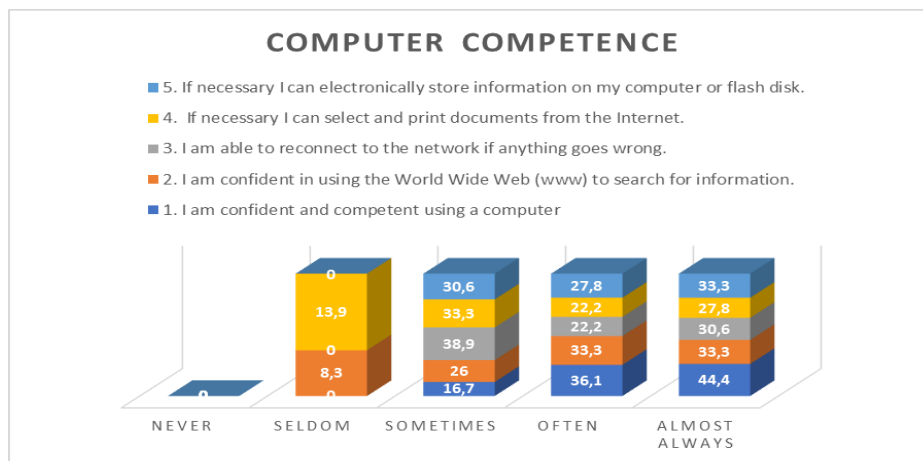 COMPUTER COMPETENCE
5. If necessary I can electronically store information on my computer or flash disk.
4. If necessary I can select and print documents from the Internet.
3. I am able to reconnect to the network if anything goes wrong.
2. I am confident in using the World Wide Web (www) to search for information.
1. I am confident and competent using a computer
0 30,6 27,8 33,3
13,9 33,3 22,2 27,8
0 38,9 22,2 30,6
8,3 26 33,3 33,3
0 0 16,7 36,1 44,4
NEVER SELDOM SOMETIMES OFTEN ALMOST
ALWAYS